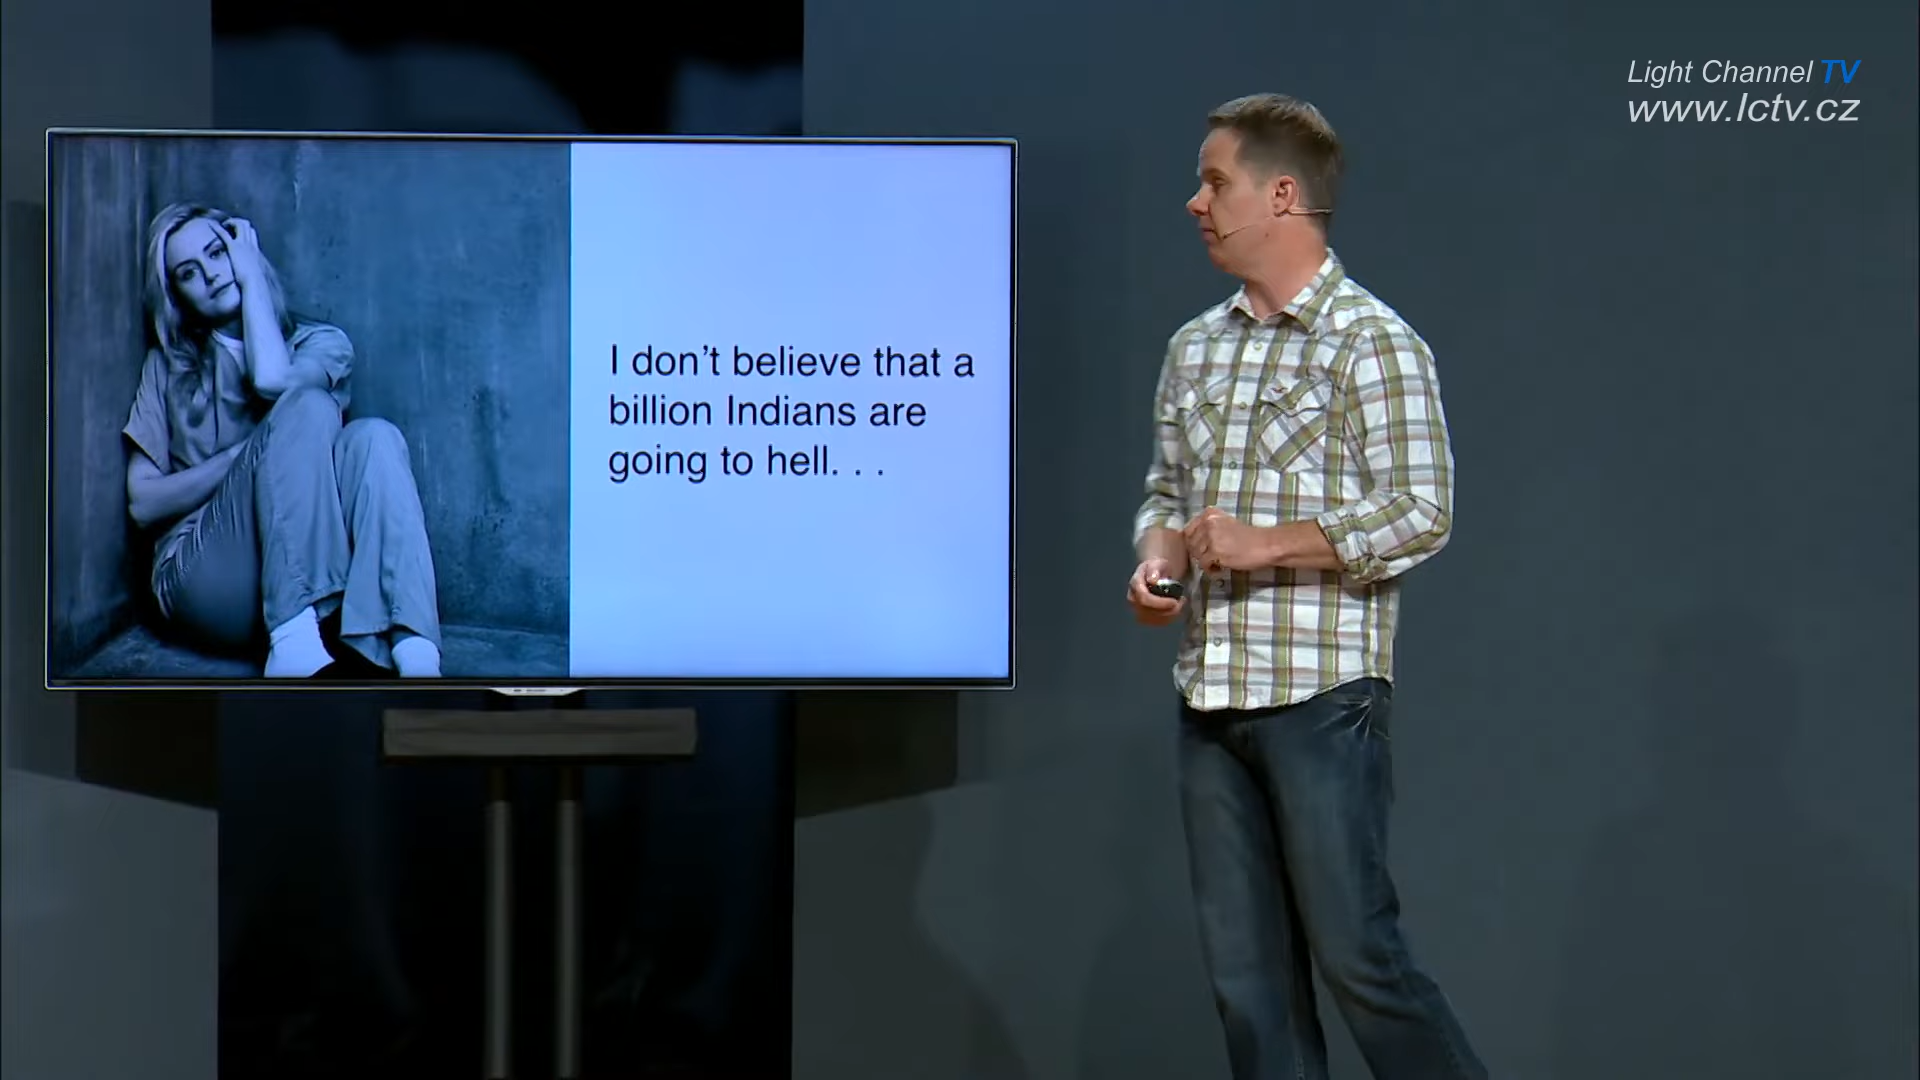 Light Channel TV
www.lctv.cz
I don't believe that a
billion Indians are
going to hell. . .